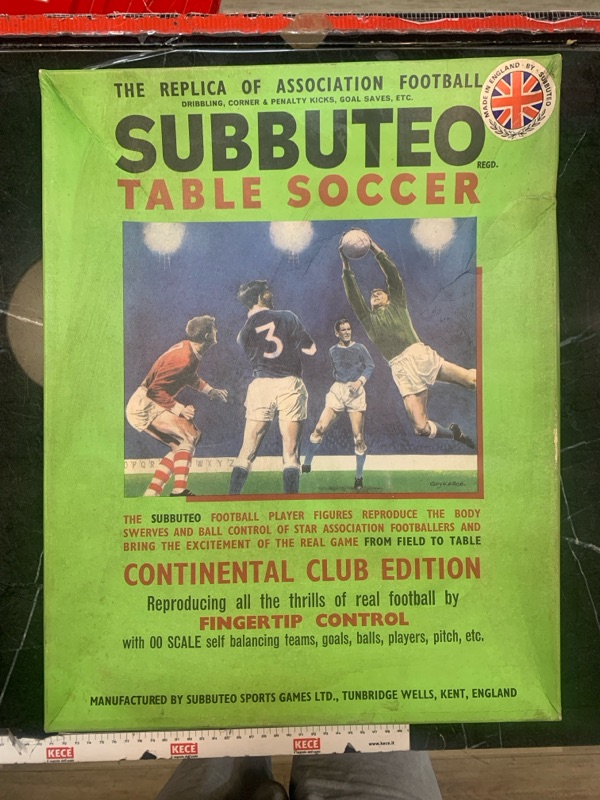 THE REPLICA OF ASSOCIATION FOOTBALL
DRIBBLING, CORNER & PENALTY KICKS, GOAL SAVES, ETC.
MADE IN ENGLAND · BY · SUBBUTEO
SUBBUTEO
REGD.
TABLE SOCCER
3
THE SUBBUTEO FOOTBALL PLAYER FIGURES REPRODUCE THE BODY
SWERVES AND BALL CONTROL OF STAR ASSOCIATION FOOTBALLERS AND
BRING THE EXCITEMENT OF THE REAL GAME FROM FIELD TO TABLE
CONTINENTAL CLUB EDITION
Reproducing all the thrills of real football by
FINGERTIP CONTROL
with OO SCALE self balancing teams, goals, balls, players, pitch, etc.
MANUFACTURED BY SUBBUTEO SPORTS GAMES LTD., TUNBRIDGE WELLS, KENT, ENGLAND
KECE KECE www.kece.it
KECE